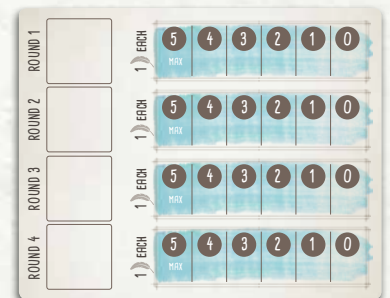 ROUND 1
1 EACH
5 4 3 2 1 0
MAX
ROUND 2
1 EACH
5 4 3 2 1 0
MAX
ROUND 3
1 EACH
5 4 3 2 1 0
MAX
ROUND 4
1 EACH
5 4 3 2 1 0
MAX